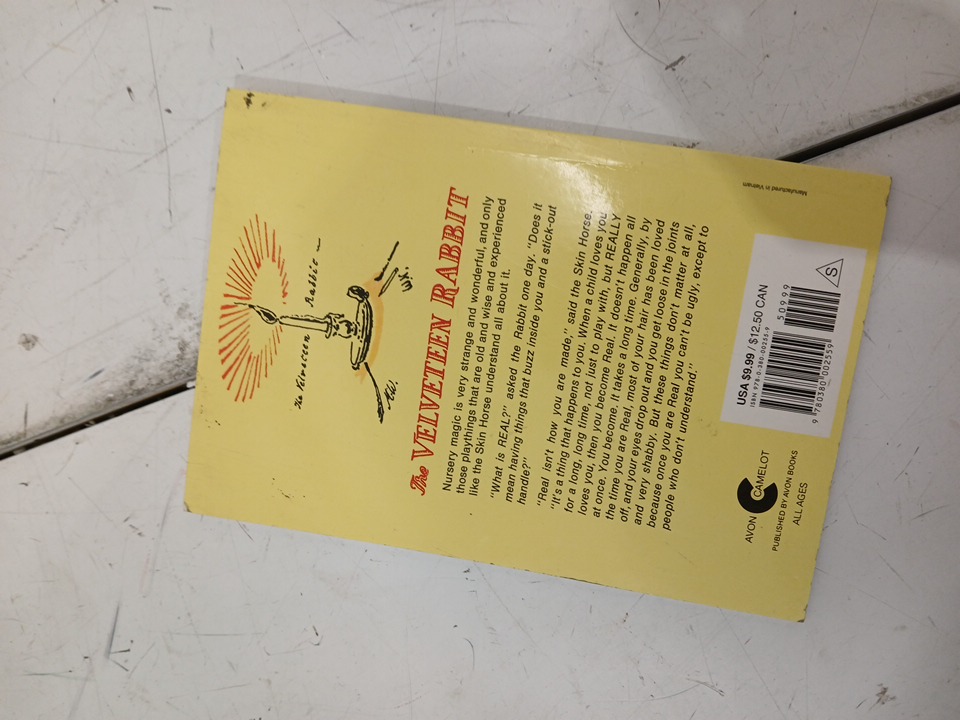 The Velveteen Rabbit
The VELVETEEN RABBIT
Nursery magic is very strange and wonderful, and only
those playthings that are old and wise and experienced
like the Skin Horse understand all about it.
"What is REAL?" asked the Rabbit one day. "Does it
mean having things that buzz inside you and a stick-out
handle?"
"Real isn't how you are made," said the Skin Horse.
"It's a thing that happens to you. When a child loves you
for a long, long time, not just to play with, but REALLY
loves you, then you become Real. It doesn't happen all
at once. You become. It takes a long time. Generally, by
the time you are Real, most of your hair has been loved
off, and your eyes drop out and you get loose in the joints
and very shabby. But these things don't matter at all,
because once you are Real you can't be ugly, except to
people who don't understand."
AVON
CAMELOT
PUBLISHED BY AVON BOOKS
ALL AGES
USA $9.99 / $12.50 CAN
ISBN 978-0-380-00255-9
9 780380 002559
50999
S
Manufactured in Vietnam